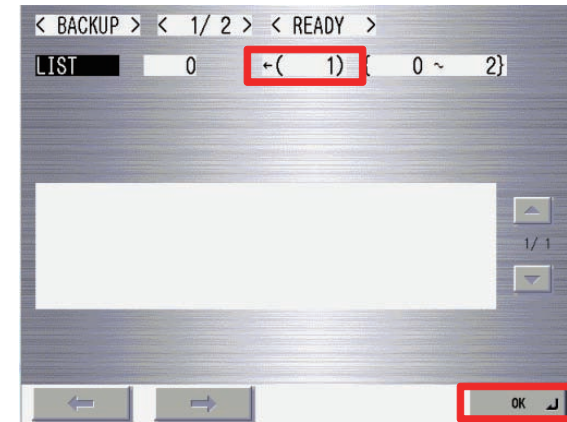 < BACKUP > < 1/ 2 > < READY >
LIST 0 ←( 1) { 0 ~ 2}
1/ 1
OK ↵